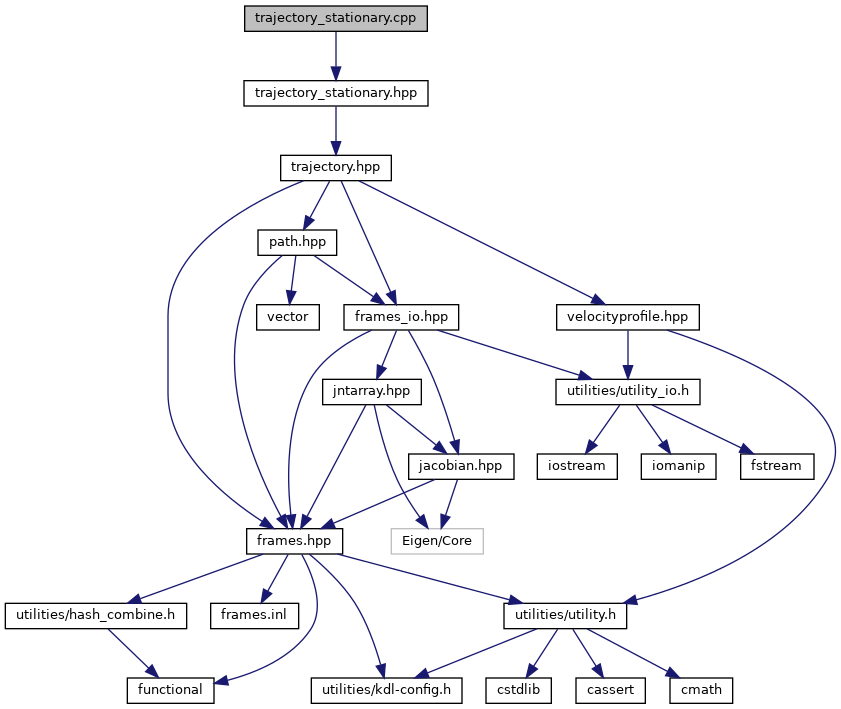 trajectory_stationary.cpp
trajectory_stationary.hpp
trajectory.hpp
path.hpp
vector
frames_io.hpp
velocityprofile.hpp
jntarray.hpp
utilities/utility_io.h
jacobian.hpp
iostream
iomanip
fstream
frames.hpp
Eigen/Core
utilities/hash_combine.h
frames.inl
utilities/utility.h
functional
utilities/kdl-config.h
cstdlib
cassert
cmath